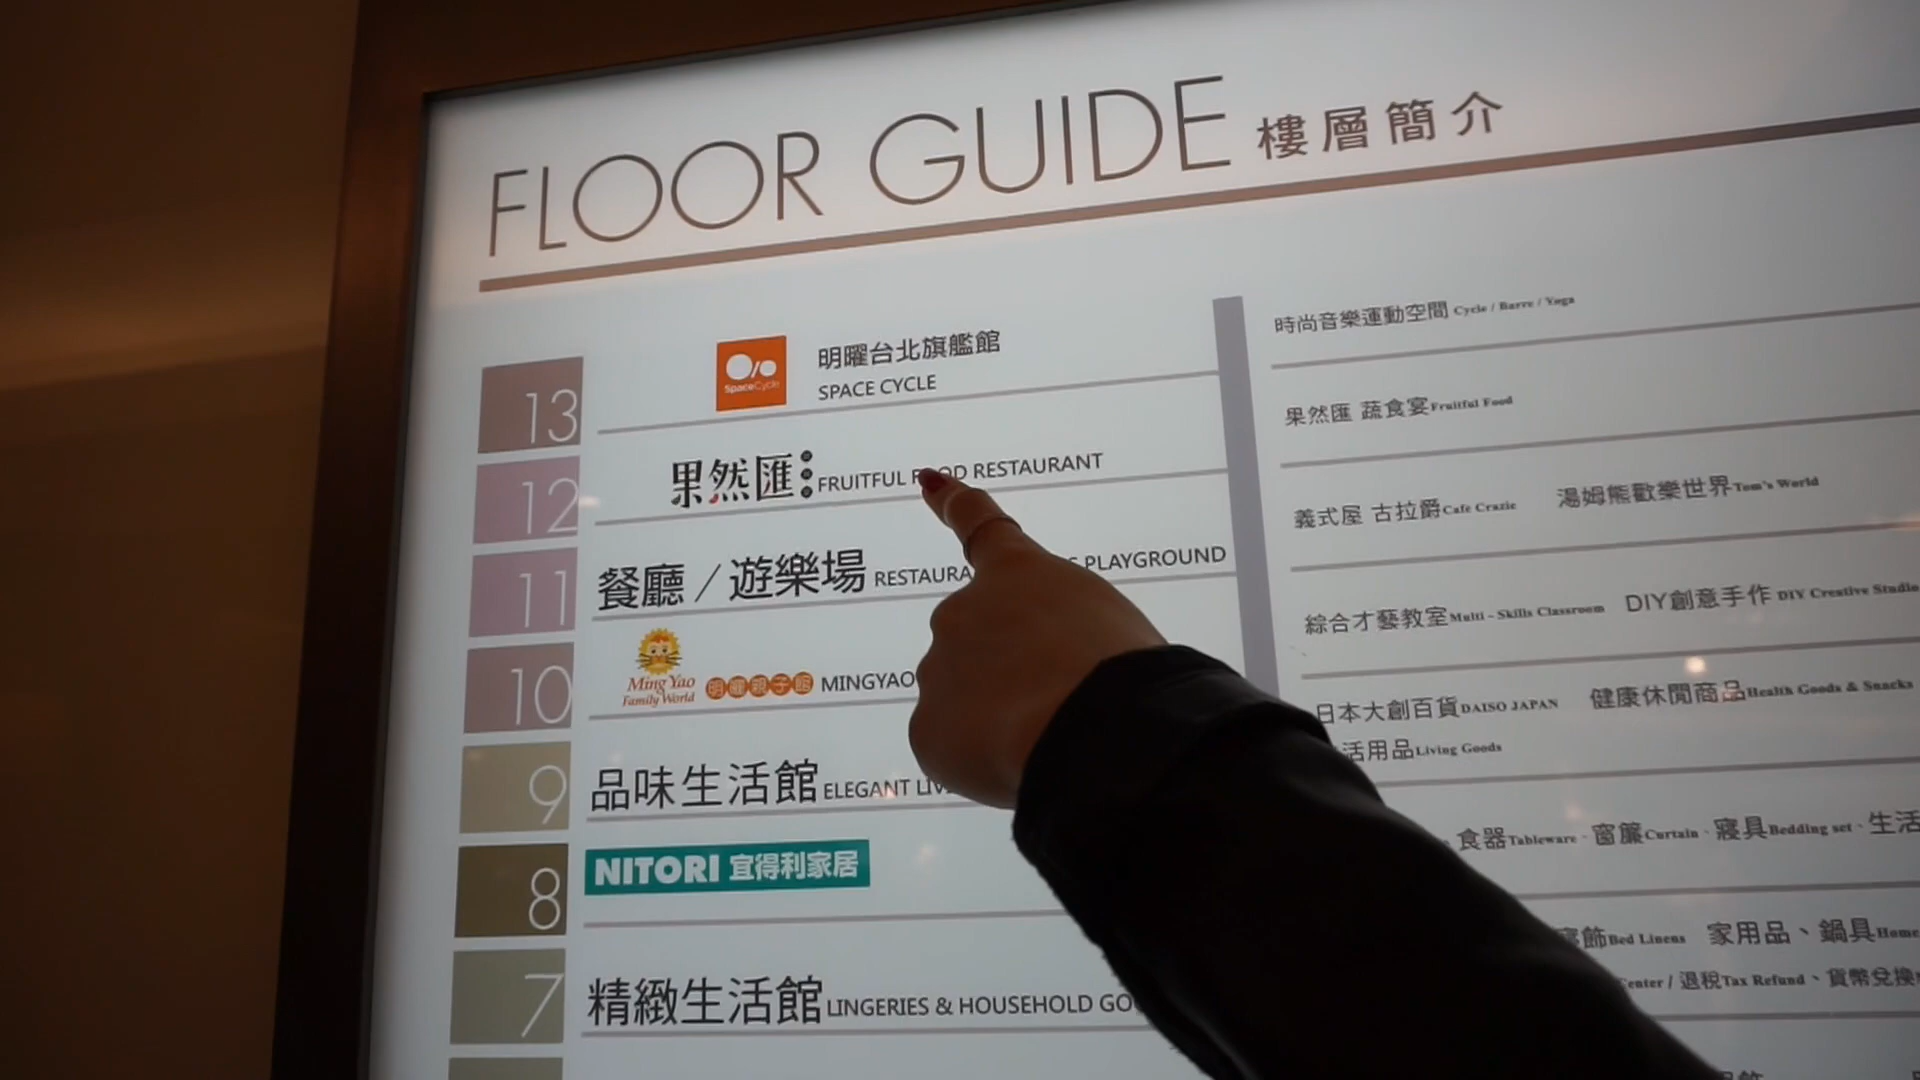 FLOOR GUIDE 樓層簡介
13
SpaceCycle
明曜台北旗艦館
SPACE CYCLE
時尚音樂運動空間 Cycle / Barre / Yoga
12
果然匯 FRUITFUL FOOD RESTAURANT
果然匯 蔬食宴 Fruitful Food
11
餐廳／遊樂場 PLAYGROUND
義式屋 古拉爵 Cafe Crazie 湯姆熊歡樂世界 Tom's World
10
Ming Yao
Family World
明曜親子館 MINGYAO
綜合才藝教室 Multi - Skills Classroom DIY創意手作 DIY Creative Studio
9
品味生活館 ELEGANT
日本大創百貨 DAISO JAPAN 健康休閒商品 Health Goods & Snacks
活用品 Living Goods
8
NITORI 宜得利家居
食器 Tableware、窗簾 Curtain、寢具 Bedding set、生活
7
精緻生活館 LINGERIES & HOUSEHOLD
飾 Bed Linens 家用品、鍋具 Home
Center / 退稅 Tax Refund、貨幣兌換